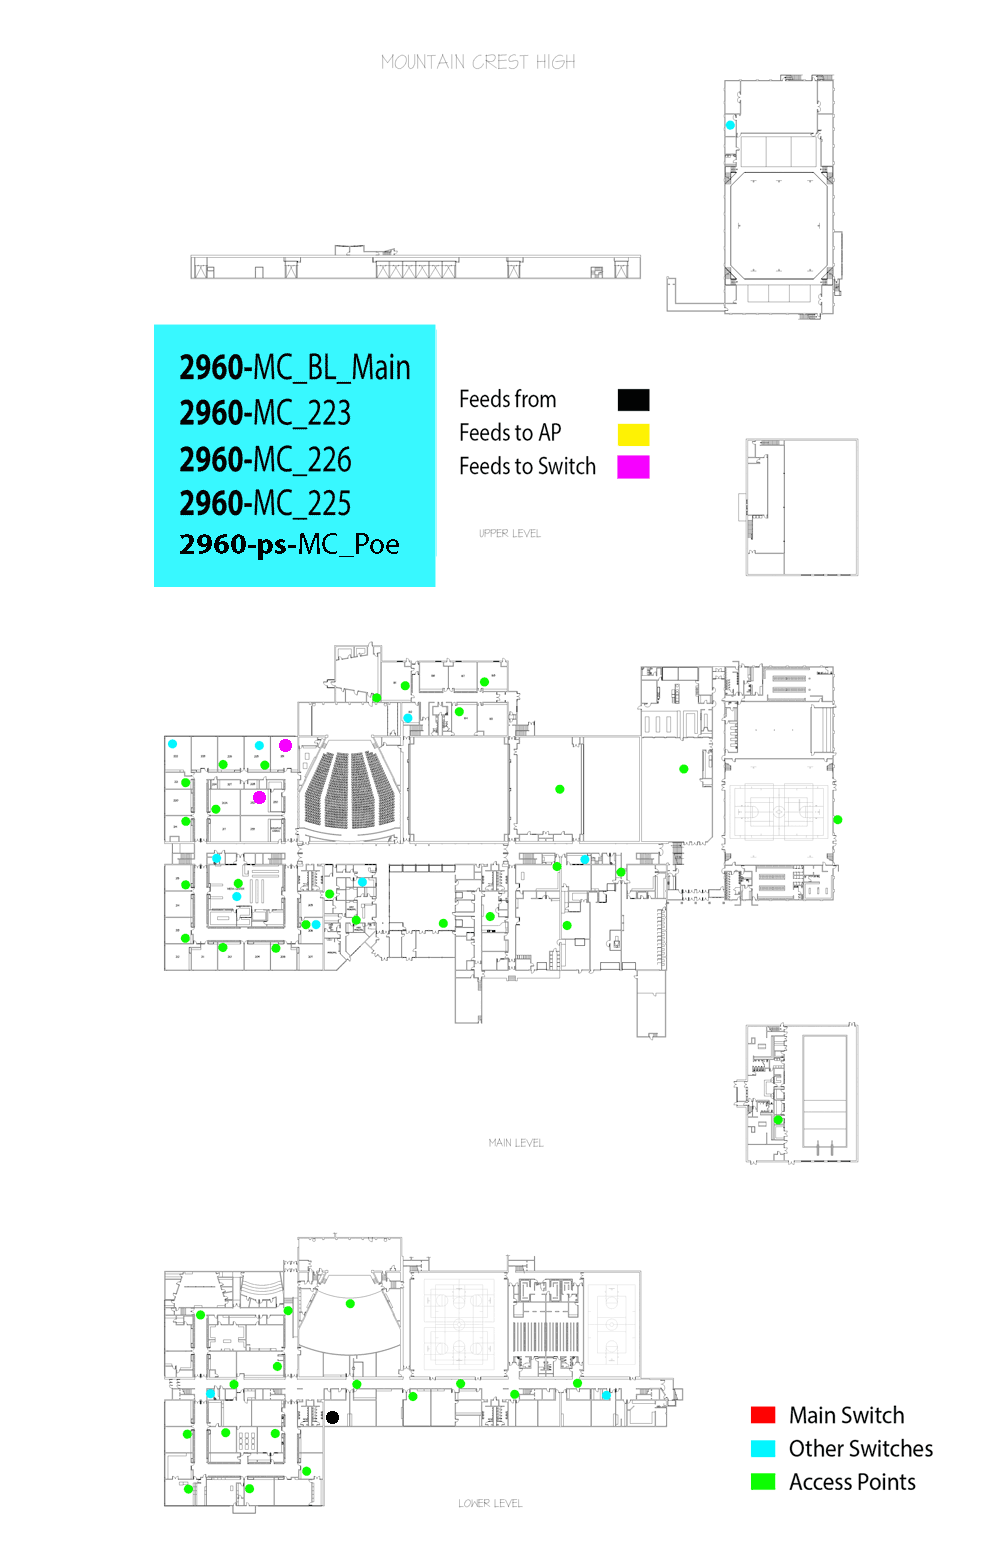 MOUNTAIN CREST HIGH
2960-MC_BL_Main
2960-MC_223
2960-MC_226
2960-MC_225
2960-ps-MC_Poe
Feeds from
Feeds to AP
Feeds to Switch
UPPER LEVEL
MAIN LEVEL
Main Switch
Other Switches
Access Points
LOWER LEVEL